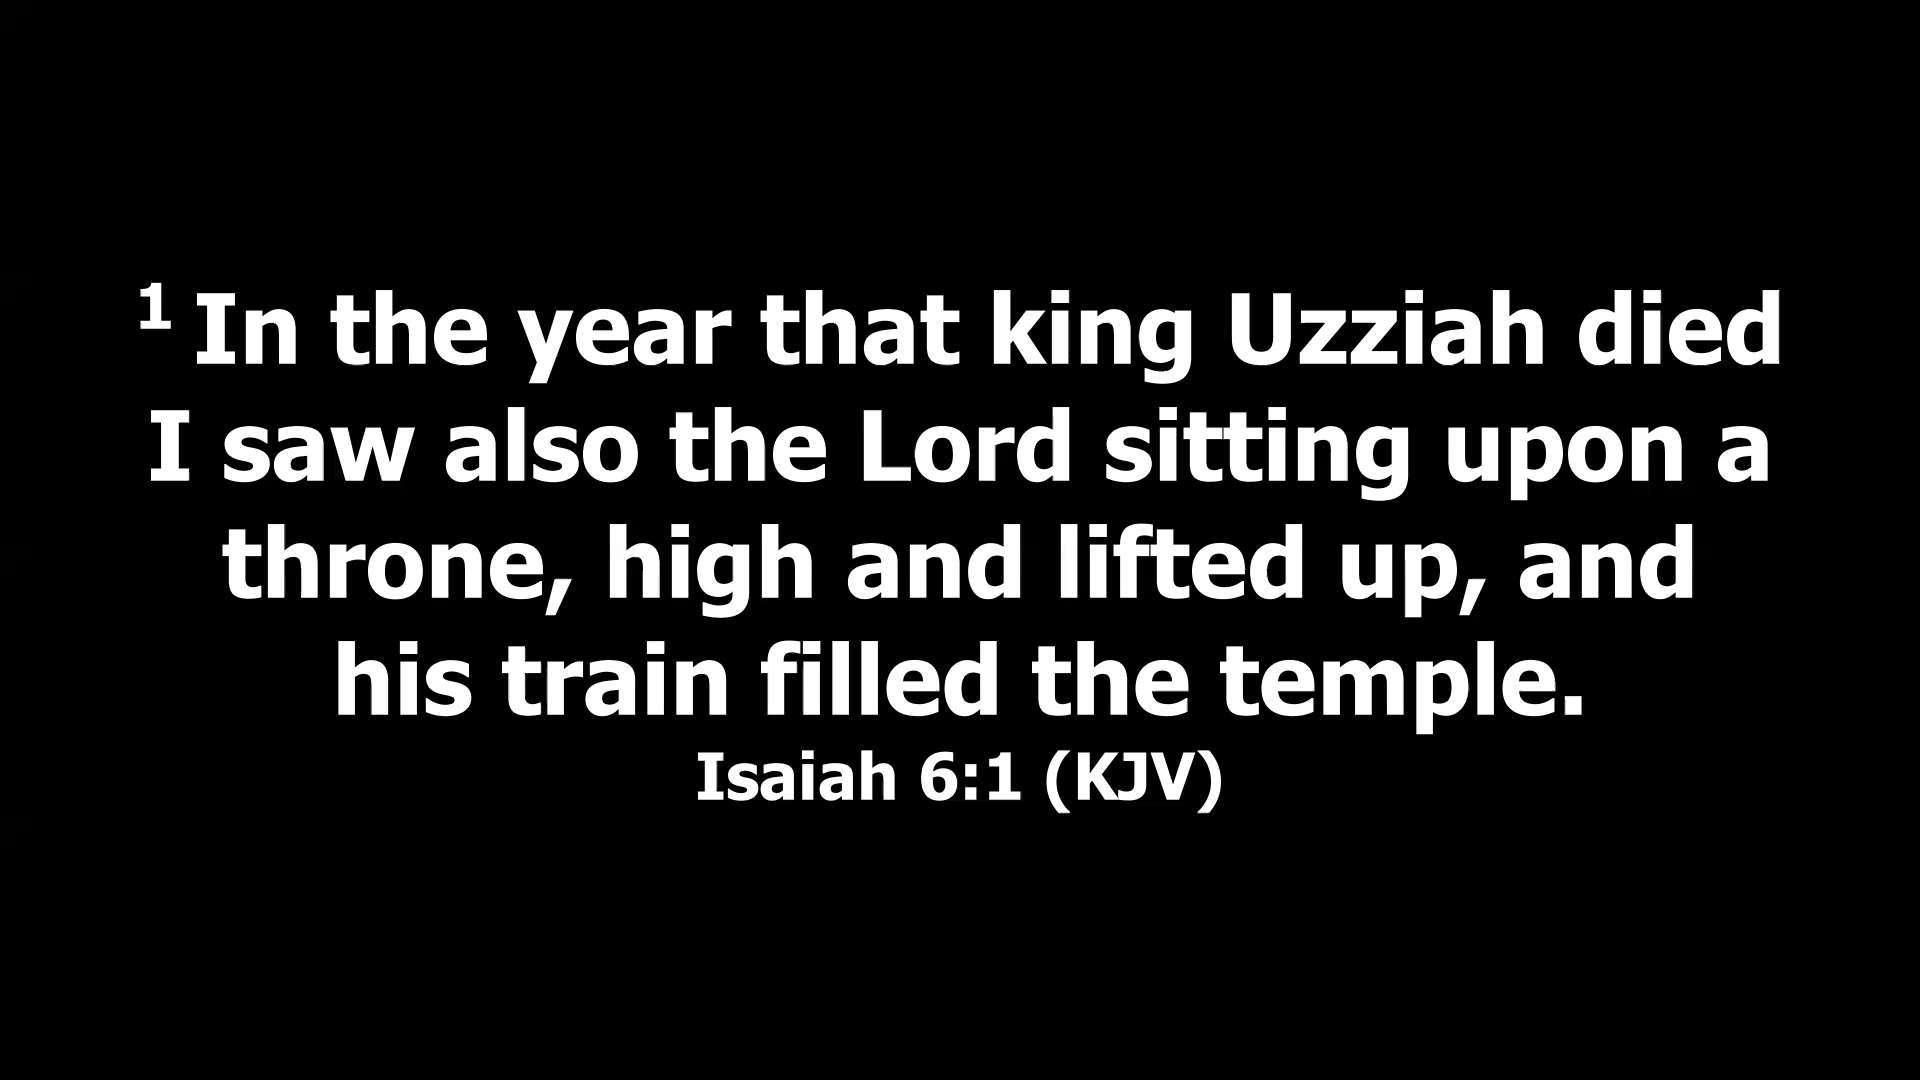 1 In the year that king Uzziah died
I saw also the Lord sitting upon a
throne, high and lifted up, and
his train filled the temple.
Isaiah 6:1 (KJV)